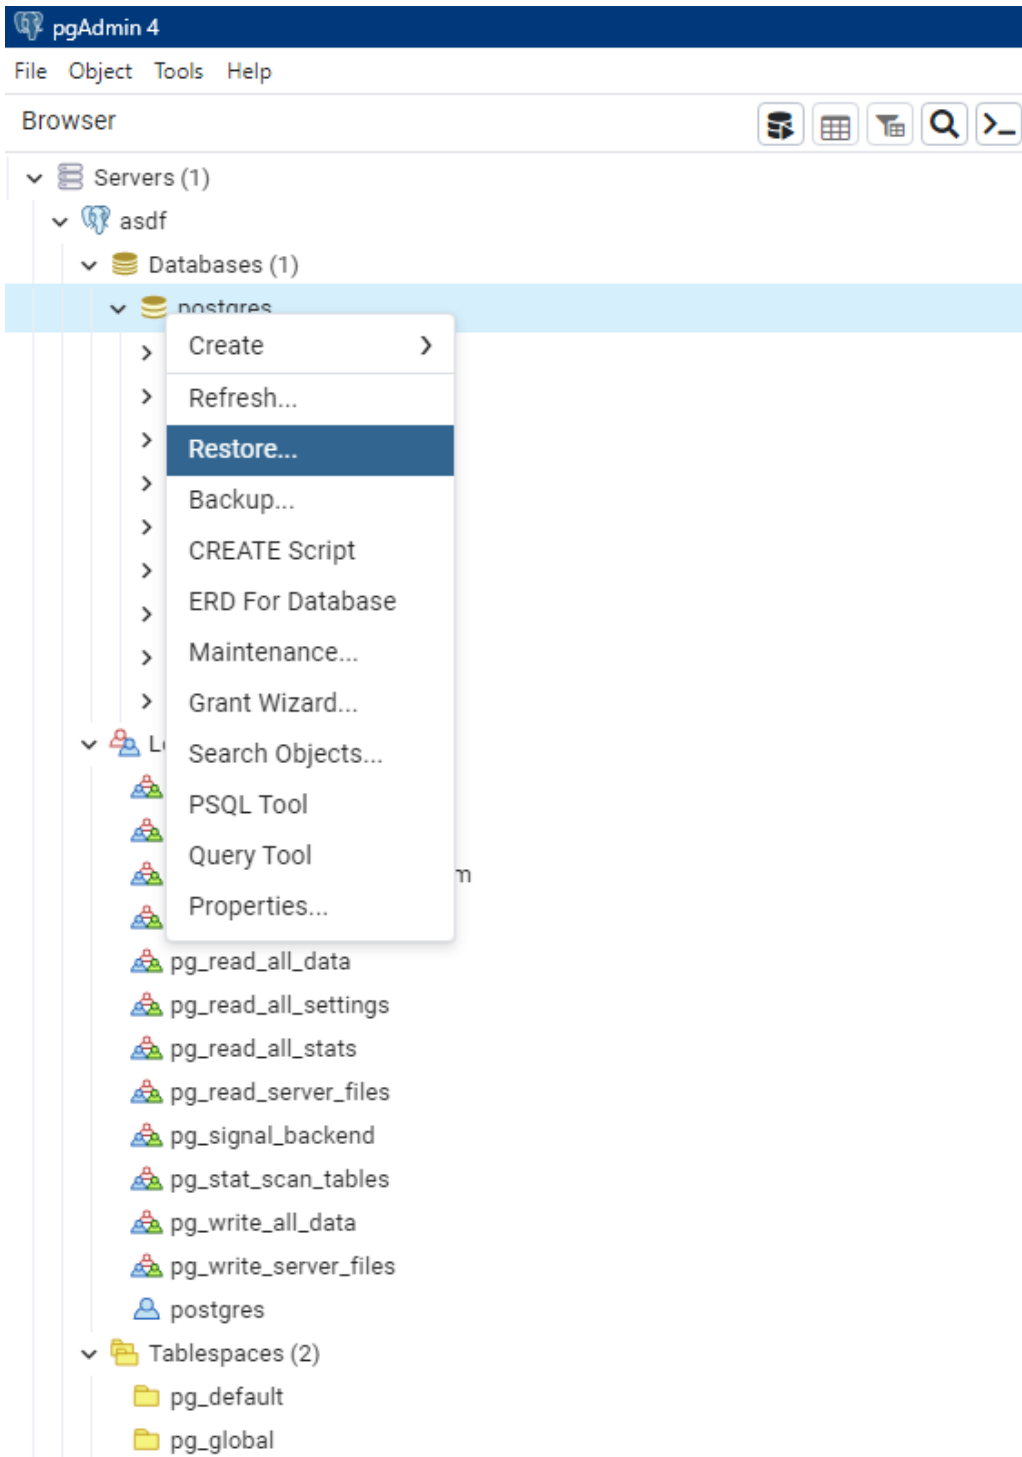 pgAdmin 4
File Object Tools Help
Browser
Servers (1)
asdf
Databases (1)
postgres
Create
Refresh...
Restore...
Backup...
CREATE Script
ERD For Database
Maintenance...
Grant Wizard...
Search Objects...
PSQL Tool
Query Tool
Properties...
pg_read_all_data
pg_read_all_settings
pg_read_all_stats
pg_read_server_files
pg_signal_backend
pg_stat_scan_tables
pg_write_all_data
pg_write_server_files
postgres
Tablespaces (2)
pg_default
pg_global